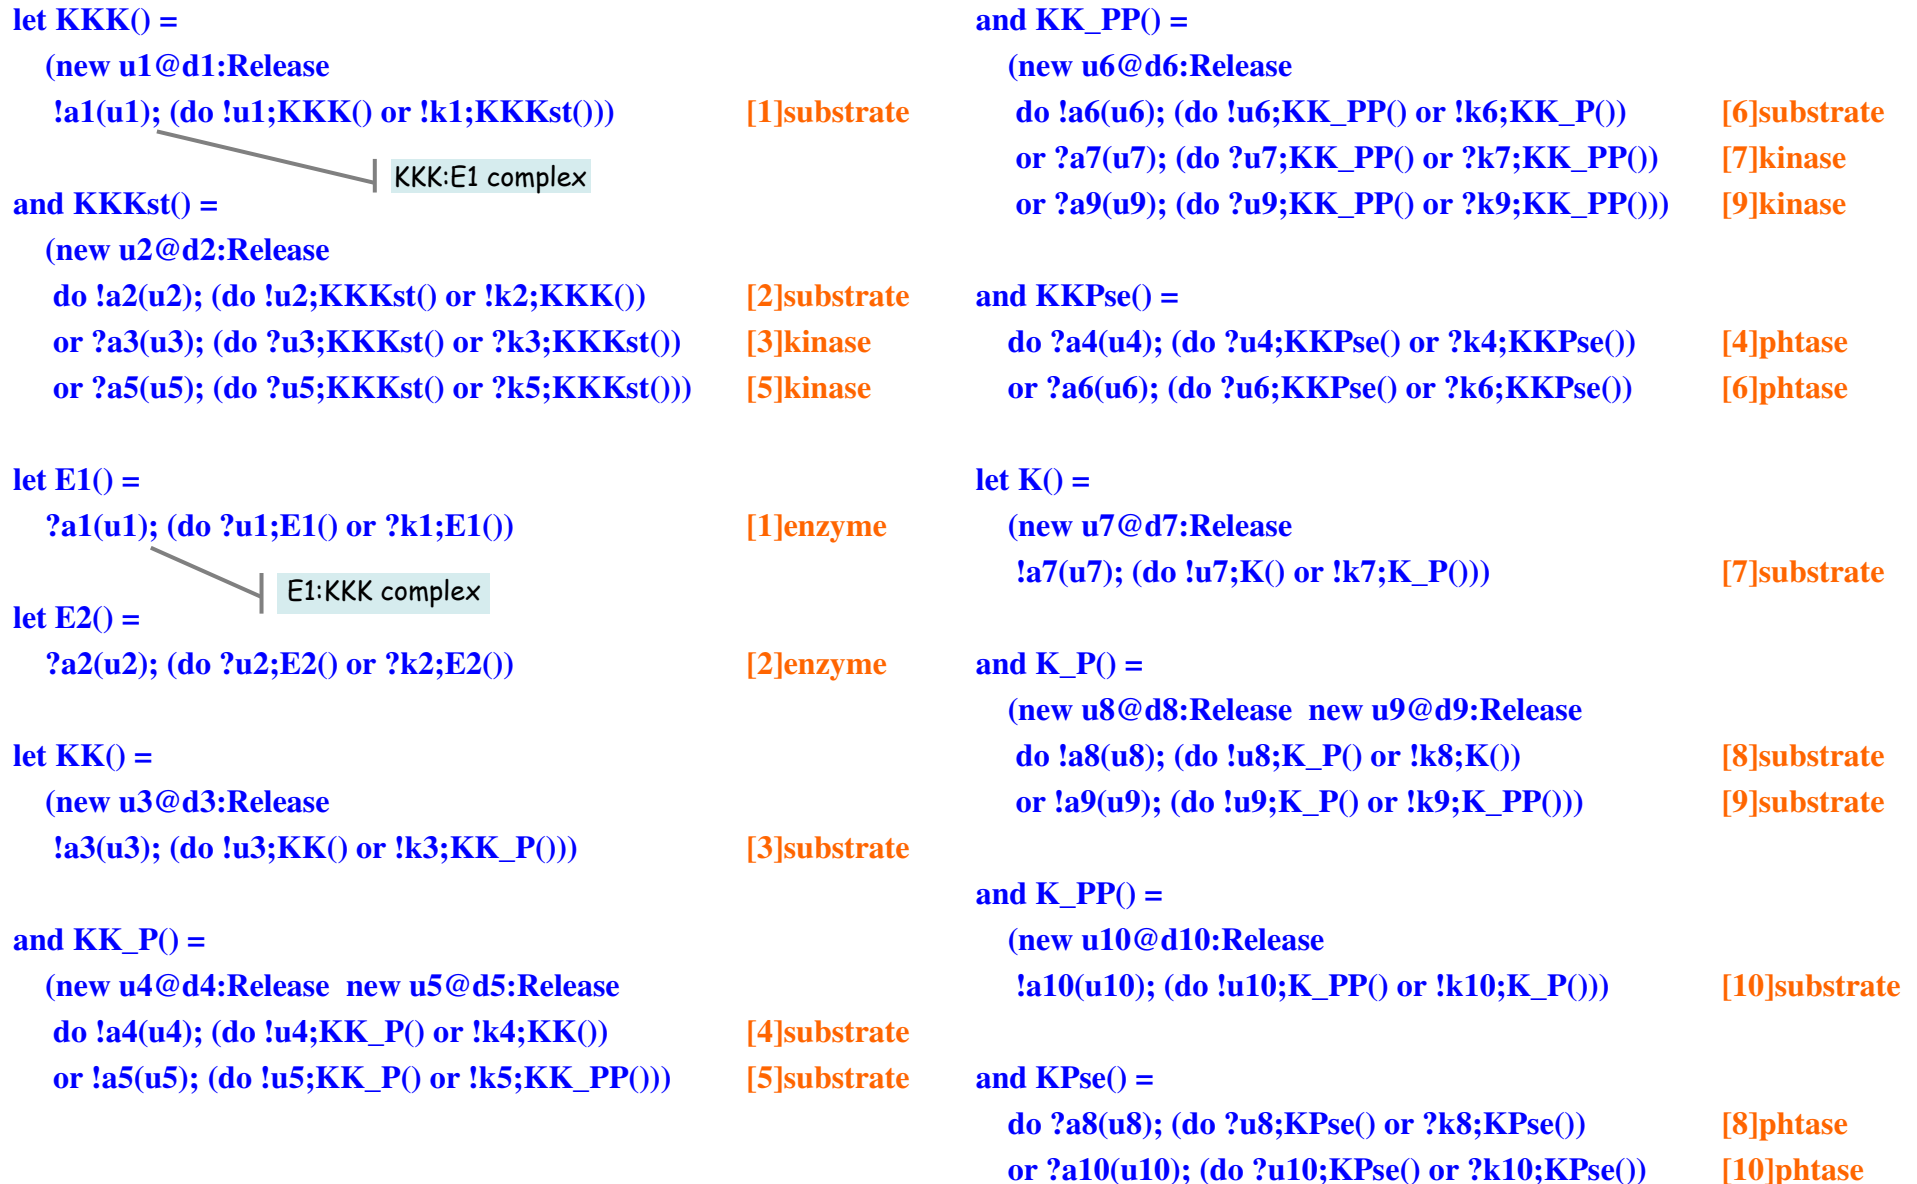 let KKK() =
(new u1@d1:Release
!a1(u1); (do !u1;KKK() or !k1;KKKst())) [1]substrate
KKK:E1 complex
and KKKst() =
(new u2@d2:Release
do !a2(u2); (do !u2;KKKst() or !k2;KKK()) [2]substrate
or ?a3(u3); (do ?u3;KKKst() or ?k3;KKKst()) [3]kinase
or ?a5(u5); (do ?u5;KKKst() or ?k5;KKKst())) [5]kinase
let E1() =
?a1(u1); (do ?u1;E1() or ?k1;E1()) [1]enzyme
E1:KKK complex
let E2() =
?a2(u2); (do ?u2;E2() or ?k2;E2()) [2]enzyme
let KK() =
(new u3@d3:Release
!a3(u3); (do !u3;KK() or !k3;KK_P())) [3]substrate
and KK_P() =
(new u4@d4:Release new u5@d5:Release
do !a4(u4); (do !u4;KK_P() or !k4;KK()) [4]substrate
or !a5(u5); (do !u5;KK_P() or !k5;KK_PP())) [5]substrate
and KK_PP() =
(new u6@d6:Release
do !a6(u6); (do !u6;KK_PP() or !k6;KK_P()) [6]substrate
or ?a7(u7); (do ?u7;KK_PP() or ?k7;KK_PP()) [7]kinase
or ?a9(u9); (do ?u9;KK_PP() or ?k9;KK_PP())) [9]kinase
and KKPse() =
do ?a4(u4); (do ?u4;KKPse() or ?k4;KKPse()) [4]phtase
or ?a6(u6); (do ?u6;KKPse() or ?k6;KKPse()) [6]phtase
let K() =
(new u7@d7:Release
!a7(u7); (do !u7;K() or !k7;K_P())) [7]substrate
and K_P() =
(new u8@d8:Release new u9@d9:Release
do !a8(u8); (do !u8;K_P() or !k8;K()) [8]substrate
or !a9(u9); (do !u9;K_P() or !k9;K_PP())) [9]substrate
and K_PP() =
(new u10@d10:Release
!a10(u10); (do !u10;K_PP() or !k10;K_P())) [10]substrate
and KPse() =
do ?a8(u8); (do ?u8;KPse() or ?k8;KPse()) [8]phtase
or ?a10(u10); (do ?u10;KPse() or ?k10;KPse()) [10]phtase